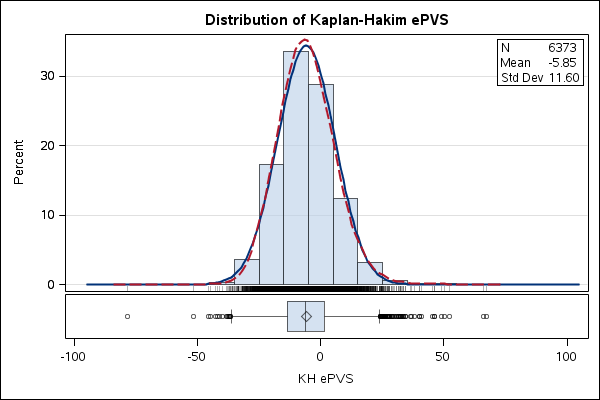 Distribution of Kaplan-Hakim ePVS
N 6373
Mean -5.85
Std Dev 11.60
30
20
10
0
Percent
-100 -50 0 50 100
KH ePVS